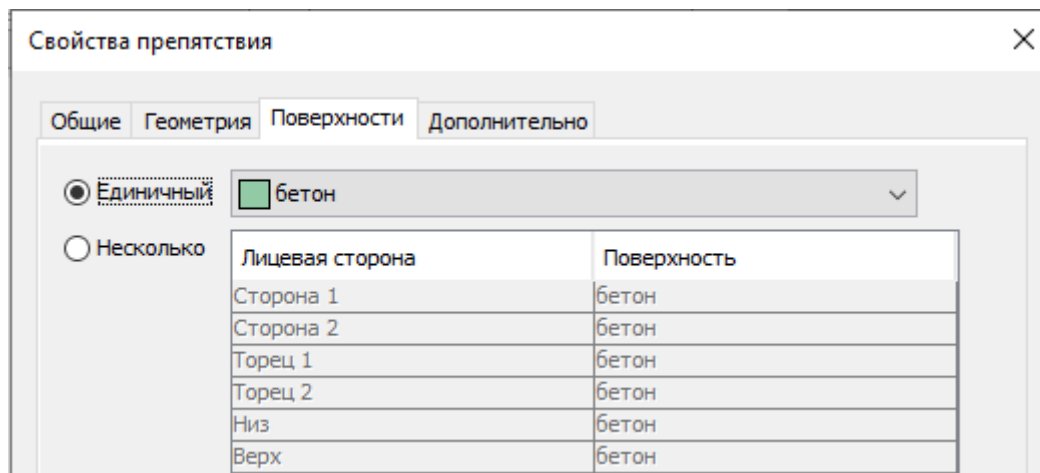 Свойства препятствия
Общие Геометрия Поверхности Дополнительно
Единичный бетон
Несколько
Лицевая сторона Поверхность
Сторона 1 бетон
Сторона 2 бетон
Торец 1 бетон
Торец 2 бетон
Низ бетон
Верх бетон